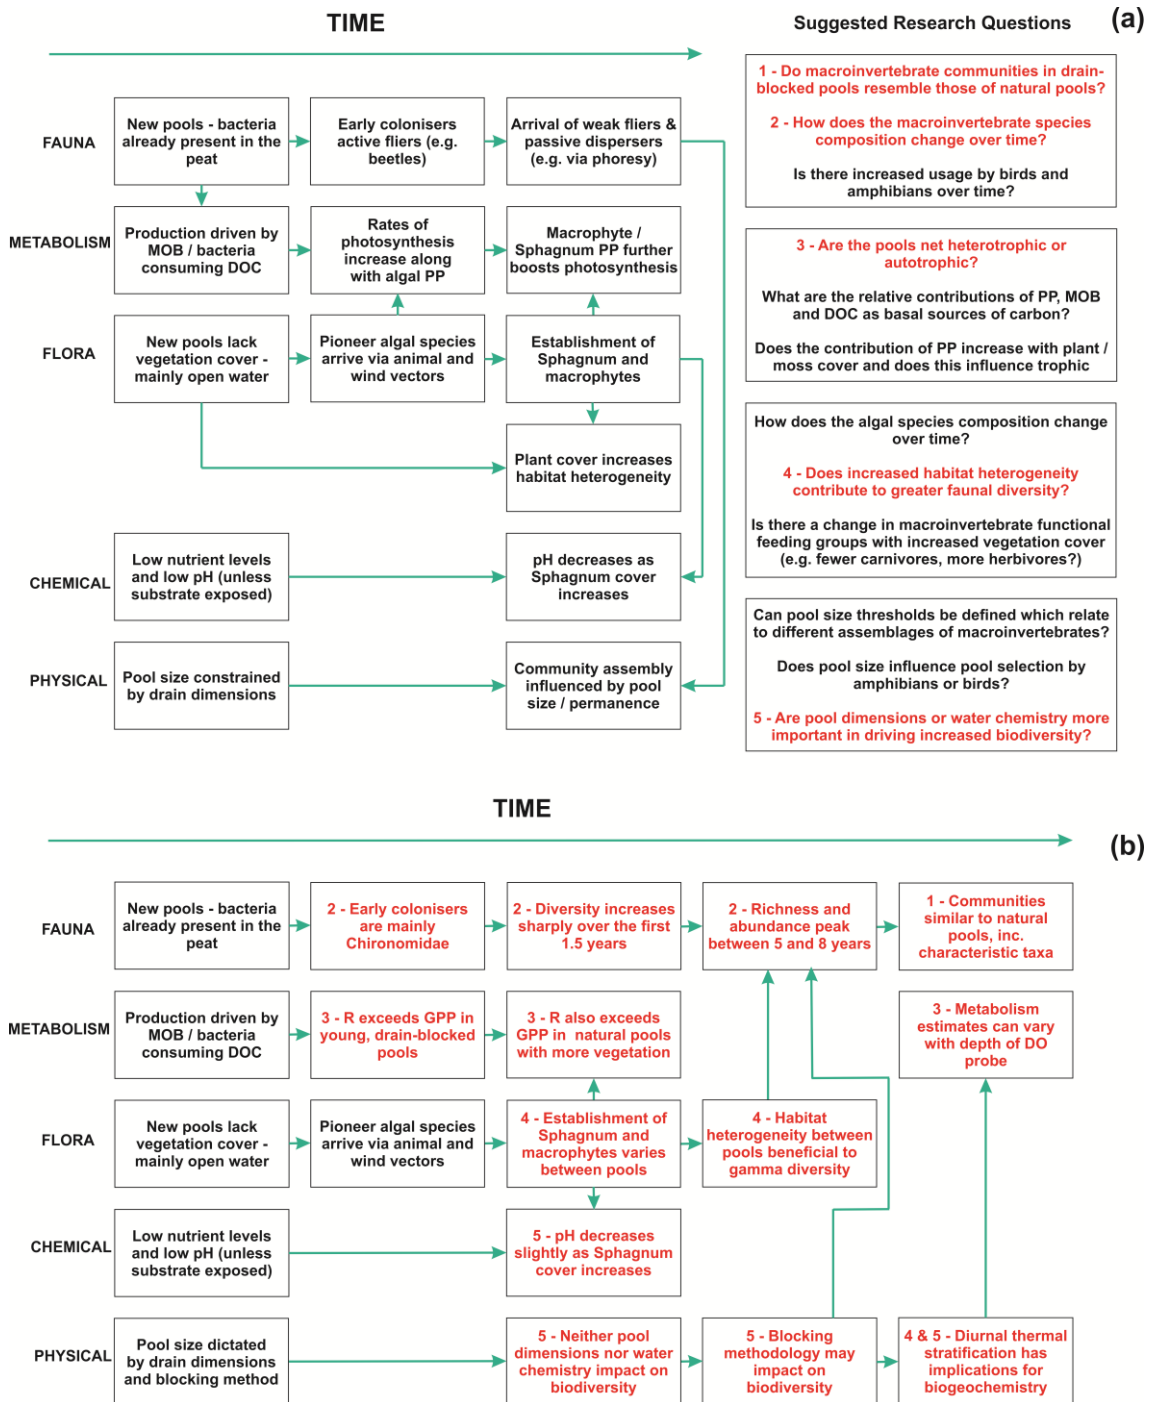 TIME
Suggested Research Questions
(a)
FAUNA
New pools - bacteria
already present in the
peat
Early colonisers
active fliers (e.g.
beetles)
Arrival of weak fliers &
passive dispersers
(e.g. via phoresy)
METABOLISM
Production driven by
MOB / bacteria
consuming DOC
Rates of
photosynthesis
increase along
with algal PP
Macrophyte /
Sphagnum PP further
boosts photosynthesis
FLORA
New pools lack
vegetation cover -
mainly open water
Pioneer algal species
arrive via animal and
wind vectors
Establishment of
Sphagnum and
macrophytes
Plant cover increases
habitat heterogeneity
CHEMICAL
Low nutrient levels
and low pH (unless
substrate exposed)
pH decreases as
Sphagnum cover
increases
PHYSICAL
Pool size constrained
by drain dimensions
Community assembly
influenced by pool
size / permanence
1 - Do macroinvertebrate communities in drain-
blocked pools resemble those of natural pools?
2 - How does the macroinvertebrate species
composition change over time?
Is there increased usage by birds and
amphibians over time?
3 - Are the pools net heterotrophic or
autotrophic?
What are the relative contributions of PP, MOB
and DOC as basal sources of carbon?
Does the contribution of PP increase with plant /
moss cover and does this influence trophic
How does the algal species composition change
over time?
4 - Does increased habitat heterogeneity
contribute to greater faunal diversity?
Is there a change in macroinvertebrate functional
feeding groups with increased vegetation cover
(e.g. fewer carnivores, more herbivores?)
Can pool size thresholds be defined which relate
to different assemblages of macroinvertebrates?
Does pool size influence pool selection by
amphibians or birds?
5 - Are pool dimensions or water chemistry more
important in driving increased biodiversity?
TIME
(b)
FAUNA
New pools - bacteria
already present in the
peat
2 - Early colonisers
are mainly
Chironomidae
2 - Diversity increases
sharply over the first
1.5 years
2 - Richness and
abundance peak
between 5 and 8 years
1 - Communities
similar to natural
pools, inc.
characteristic taxa
METABOLISM
Production driven by
MOB / bacteria
consuming DOC
3 - R exceeds GPP in
young, drain-blocked
pools
3 - R also exceeds
GPP in natural pools
with more vegetation
3 - Metabolism
estimates can vary
with depth of DO
probe
FLORA
New pools lack
vegetation cover -
mainly open water
Pioneer algal species
arrive via animal and
wind vectors
4 - Establishment of
Sphagnum and
macrophytes varies
between pools
4 - Habitat
heterogeneity between
pools beneficial to
gamma diversity
CHEMICAL
Low nutrient levels
and low pH (unless
substrate exposed)
5 - pH decreases
slightly as Sphagnum
cover increases
PHYSICAL
Pool size dictated
by drain dimensions
and blocking method
5 - Neither pool
dimensions nor water
chemistry impact on
biodiversity
5 - Blocking
methodology may
impact on
biodiversity
4 & 5 - Diurnal thermal
stratification has
implications for
biogeochemistry